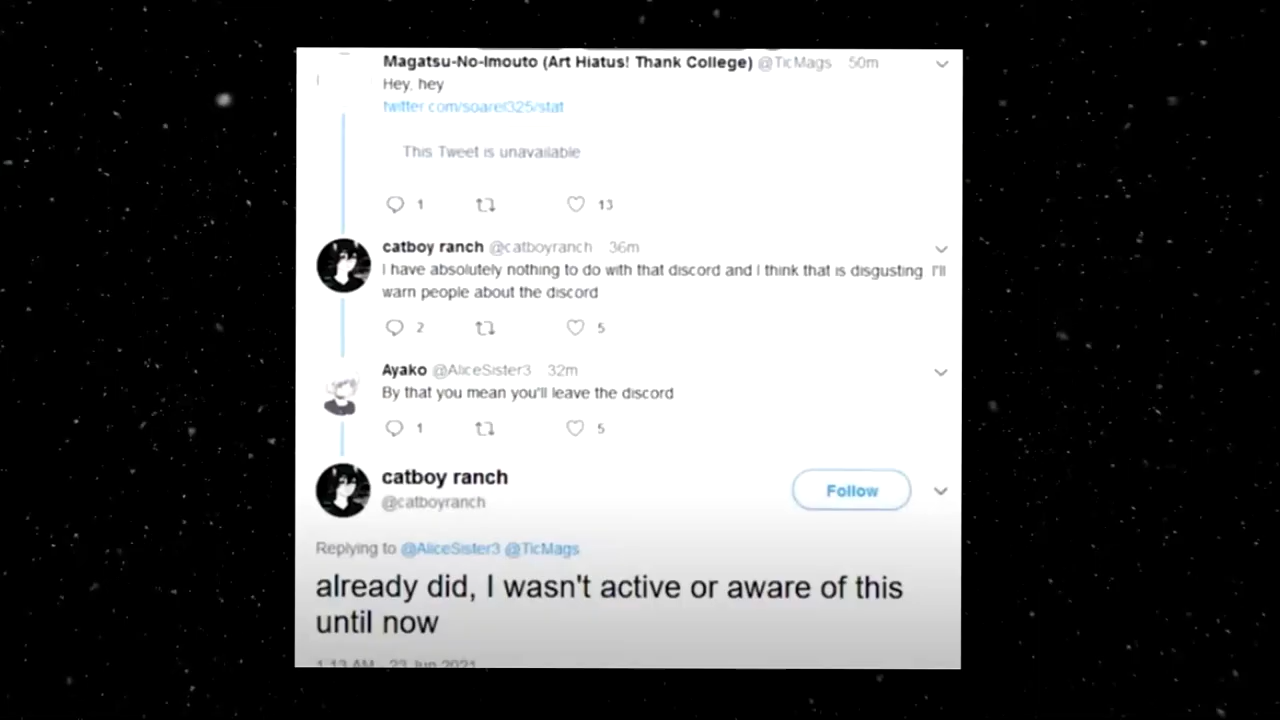 Magatsu-No-Imouto (Art Hiatus! Thank College) @TicMags 50m
Hey, hey
twitter.com/soarel325/stat
This Tweet is unavailable
1 13
catboy ranch @catboyranch 36m
I have absolutely nothing to do with that discord and I think that is disgusting I'll
warn people about the discord
2 5
Ayako @AliceSister3 32m
By that you mean you'll leave the discord
1 5
catboy ranch
@catboyranch
Follow
Replying to @AliceSister3 @TicMags
already did, I wasn't active or aware of this
until now
1:13 AM 23 Jun 2021